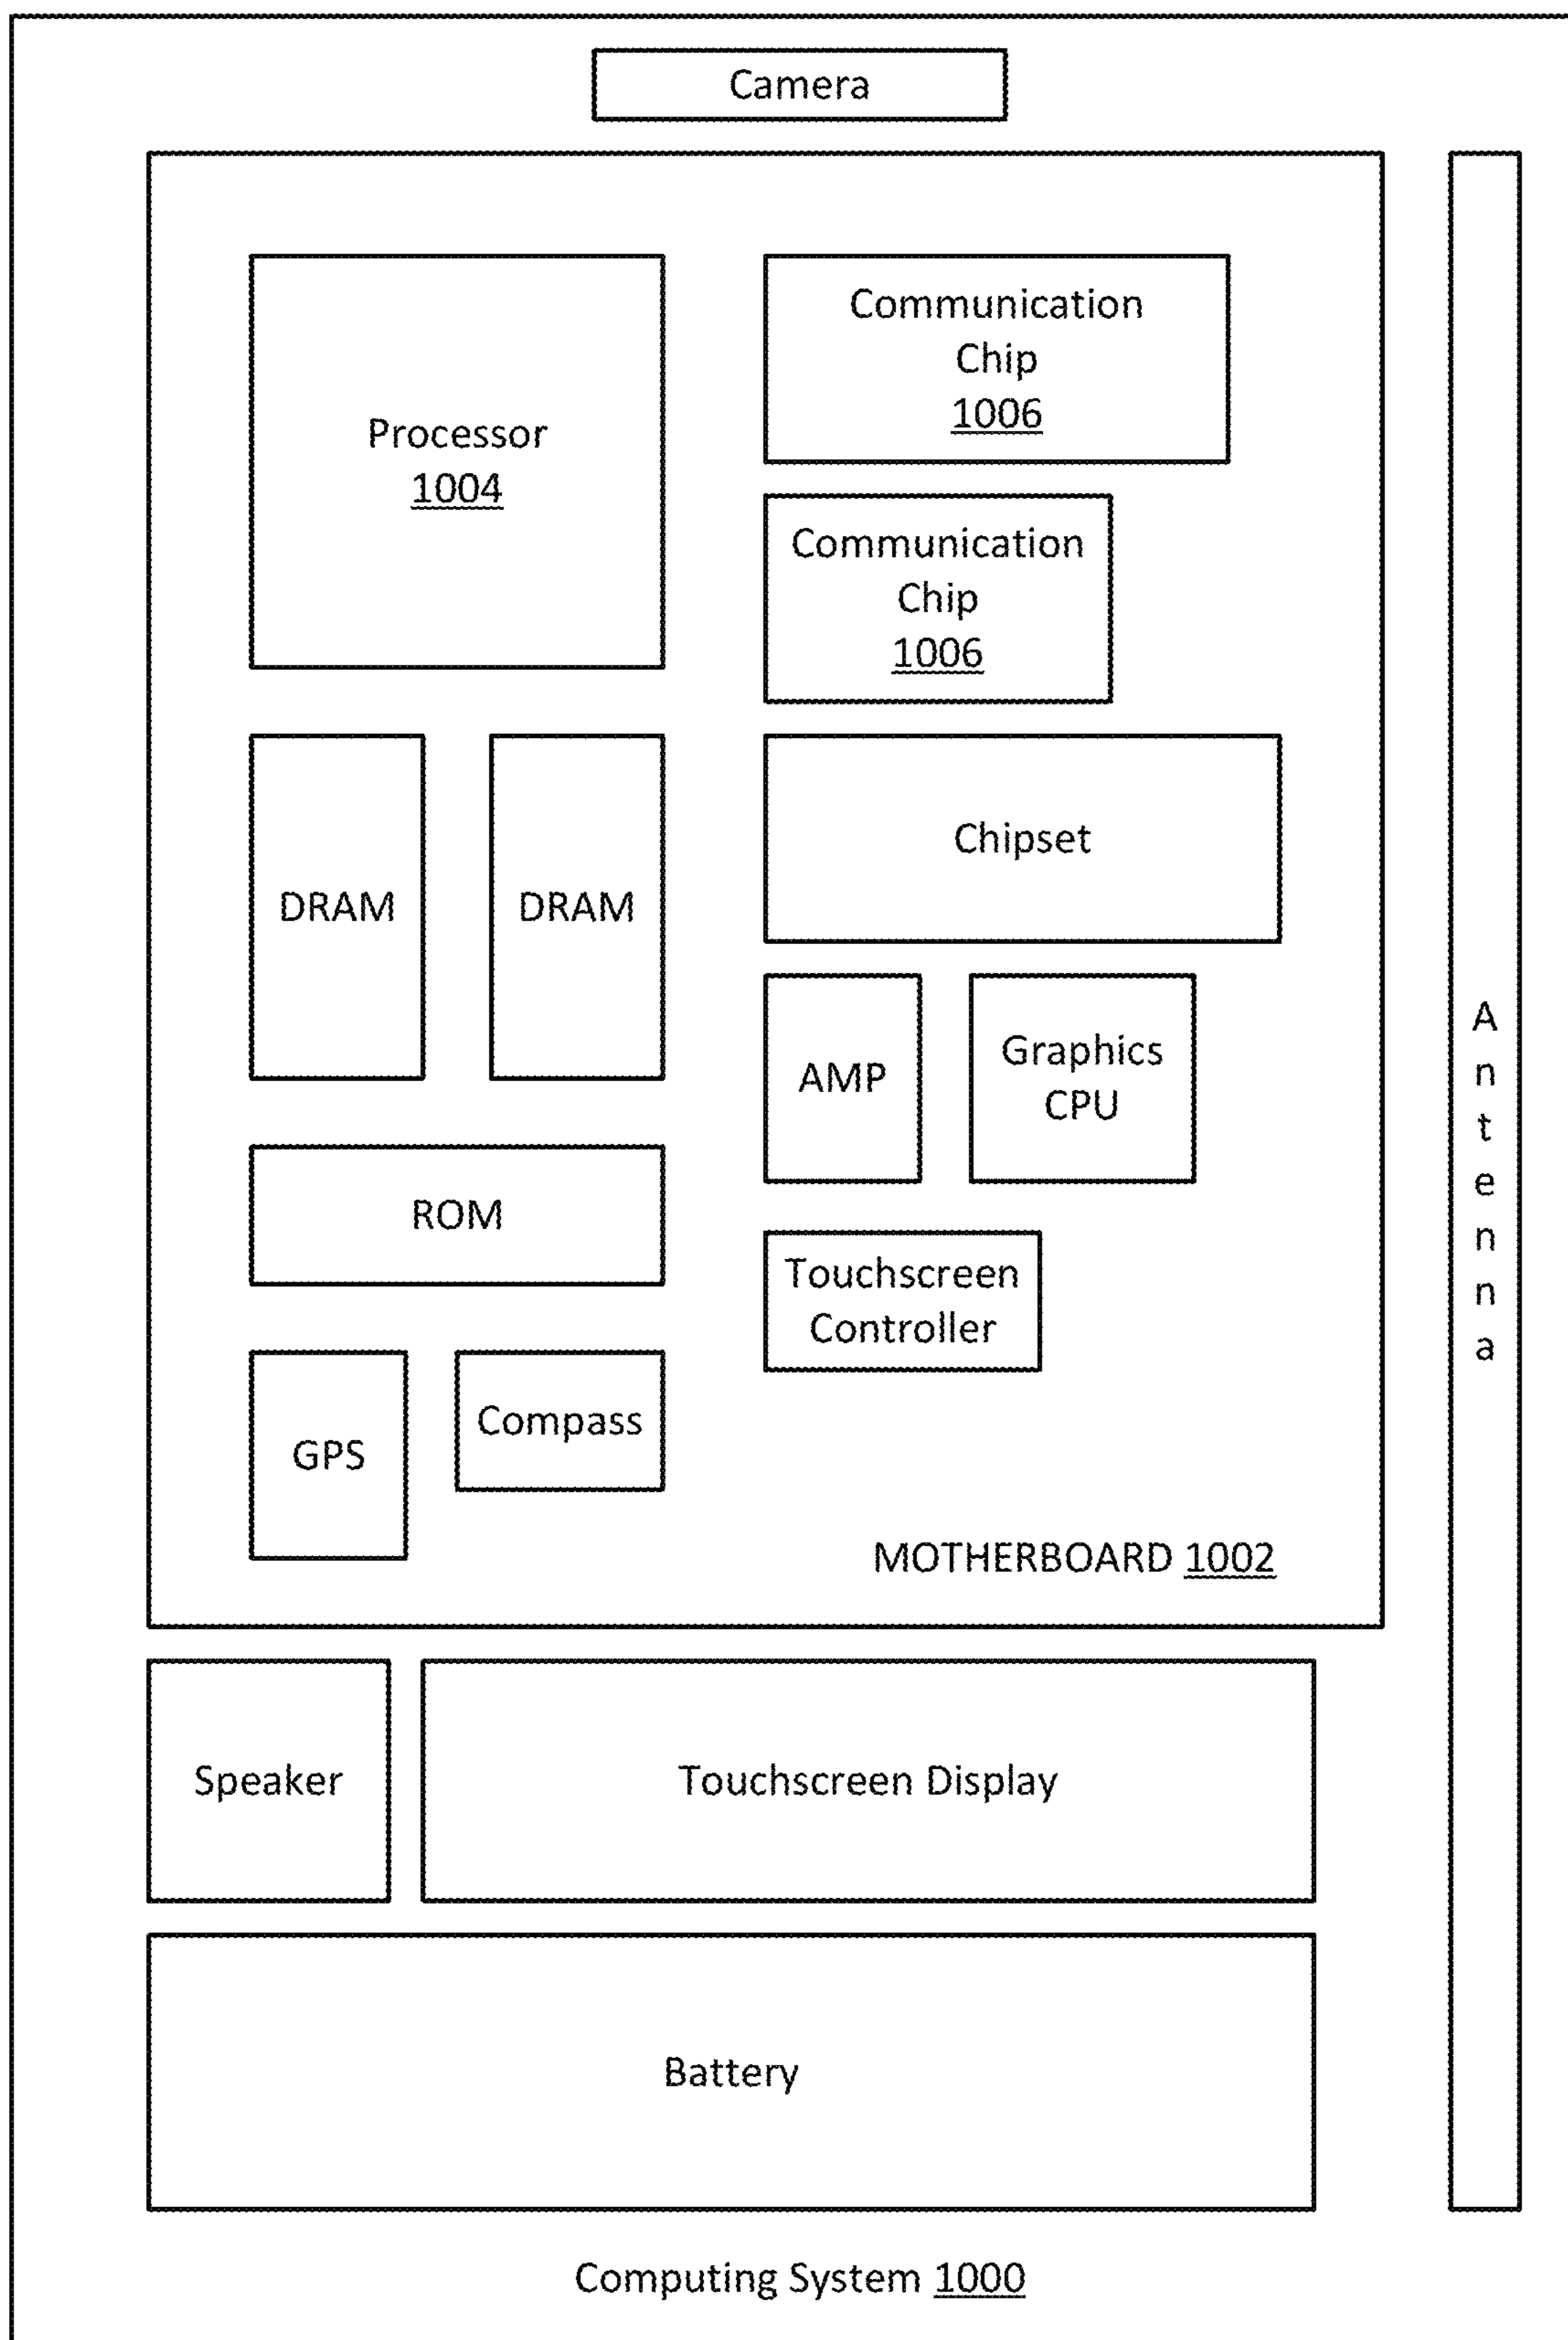 Camera
Processor
1004
Communication
Chip
1006
Communication
Chip
1006
DRAM
DRAM
Chipset
AMP
Graphics
CPU
ROM
Touchscreen
Controller
GPS
Compass
MOTHERBOARD 1002
Antenna
Speaker
Touchscreen Display
Battery
Computing System 1000